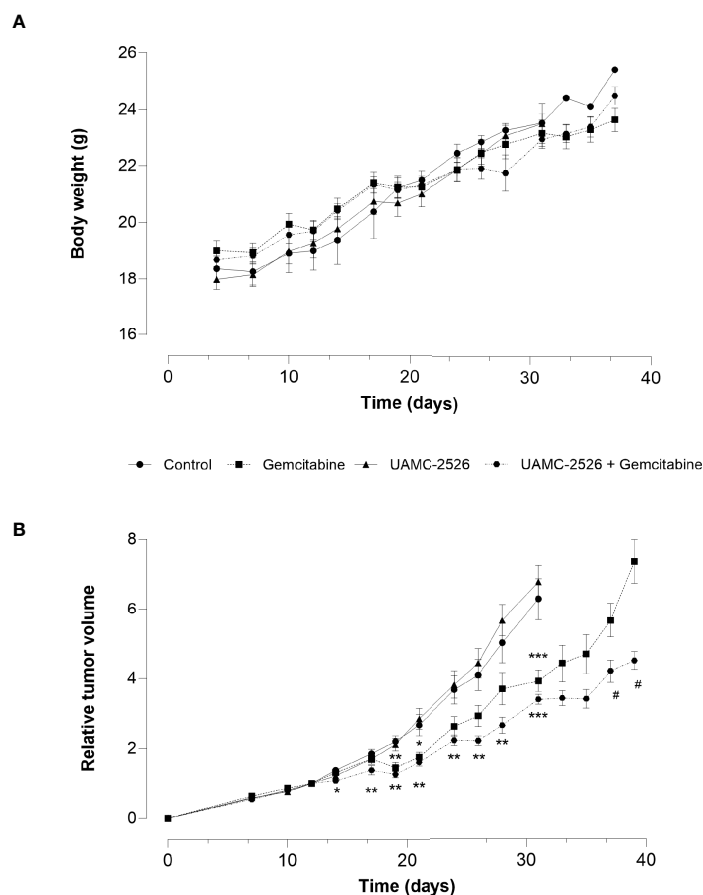 A
26
24
22
20
18
16
Body weight (g)
0 10 20 30 40
Time (days)
Control Gemcitabine UAMC-2526 UAMC-2526 + Gemcitabine
B
8
6
4
2
0
Relative tumor volume
***
#
#
***
** *
** ** **
* ** ** **
0 10 20 30 40
Time (days)